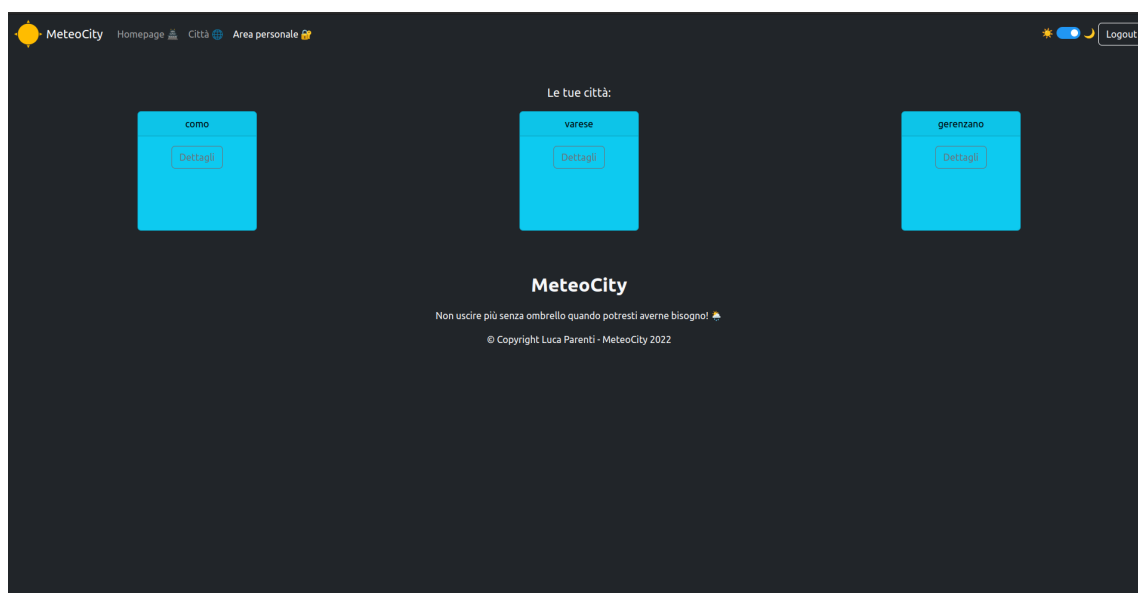 MeteoCity Homepage Città Area personale Logout
Le tue città:
como varese gerenzano
Dettagli Dettagli Dettagli
MeteoCity
Non uscire più senza ombrello quando potresti averne bisogno!
© Copyright Luca Parenti - MeteoCity 2022